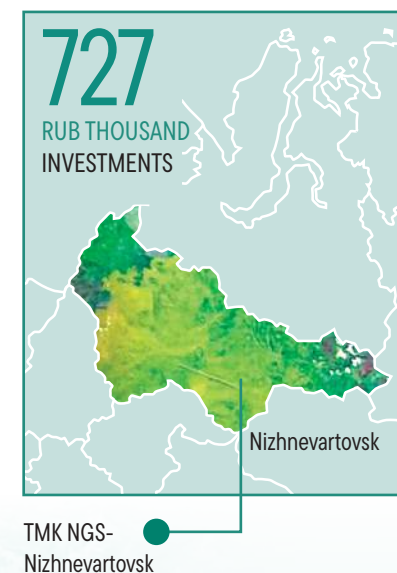 727
RUB THOUSAND
INVESTMENTS
Nizhnevartovsk
TMK NGS-
Nizhnevartovsk